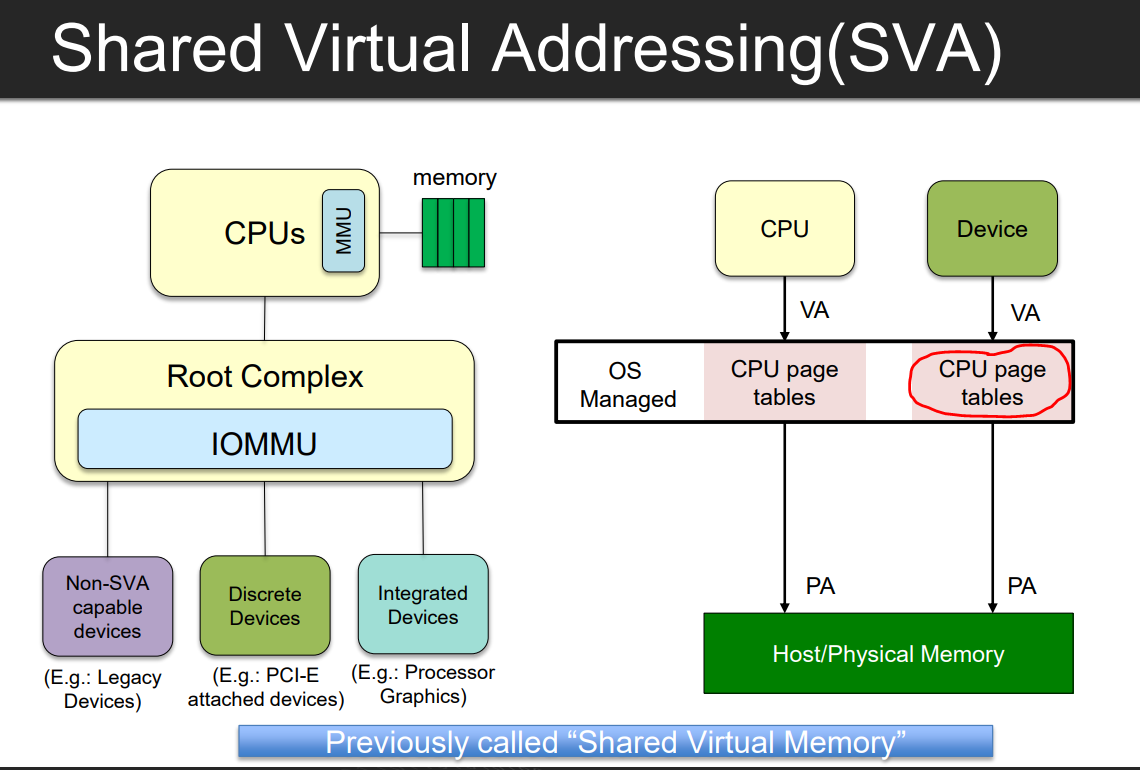 Shared Virtual Addressing(SVA)
memory
CPUs
MMU
Root Complex
IOMMU
Non-SVA
capable
devices
(E.g.: Legacy
Devices)
Discrete
Devices
(E.g.: PCI-E
attached devices)
Integrated
Devices
(E.g.: Processor
Graphics)
CPU
Device
VA
VA
OS
Managed
CPU page
tables
CPU page
tables
PA
PA
Host/Physical Memory
Previously called “Shared Virtual Memory”